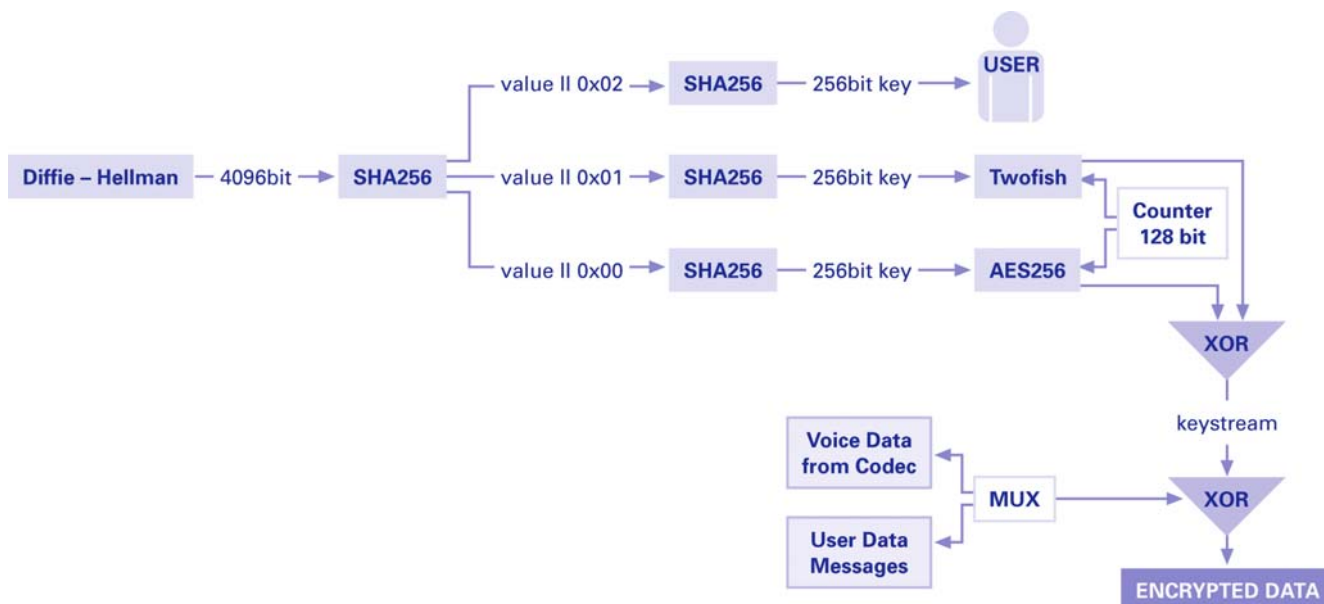 value II 0x02
SHA256
256bit key
USER
Diffie – Hellman
4096bit
SHA256
value II 0x01
SHA256
256bit key
Twofish
Counter
128 bit
value II 0x00
SHA256
256bit key
AES256
XOR
keystream
Voice Data
from Codec
MUX
XOR
User Data
Messages
ENCRYPTED DATA